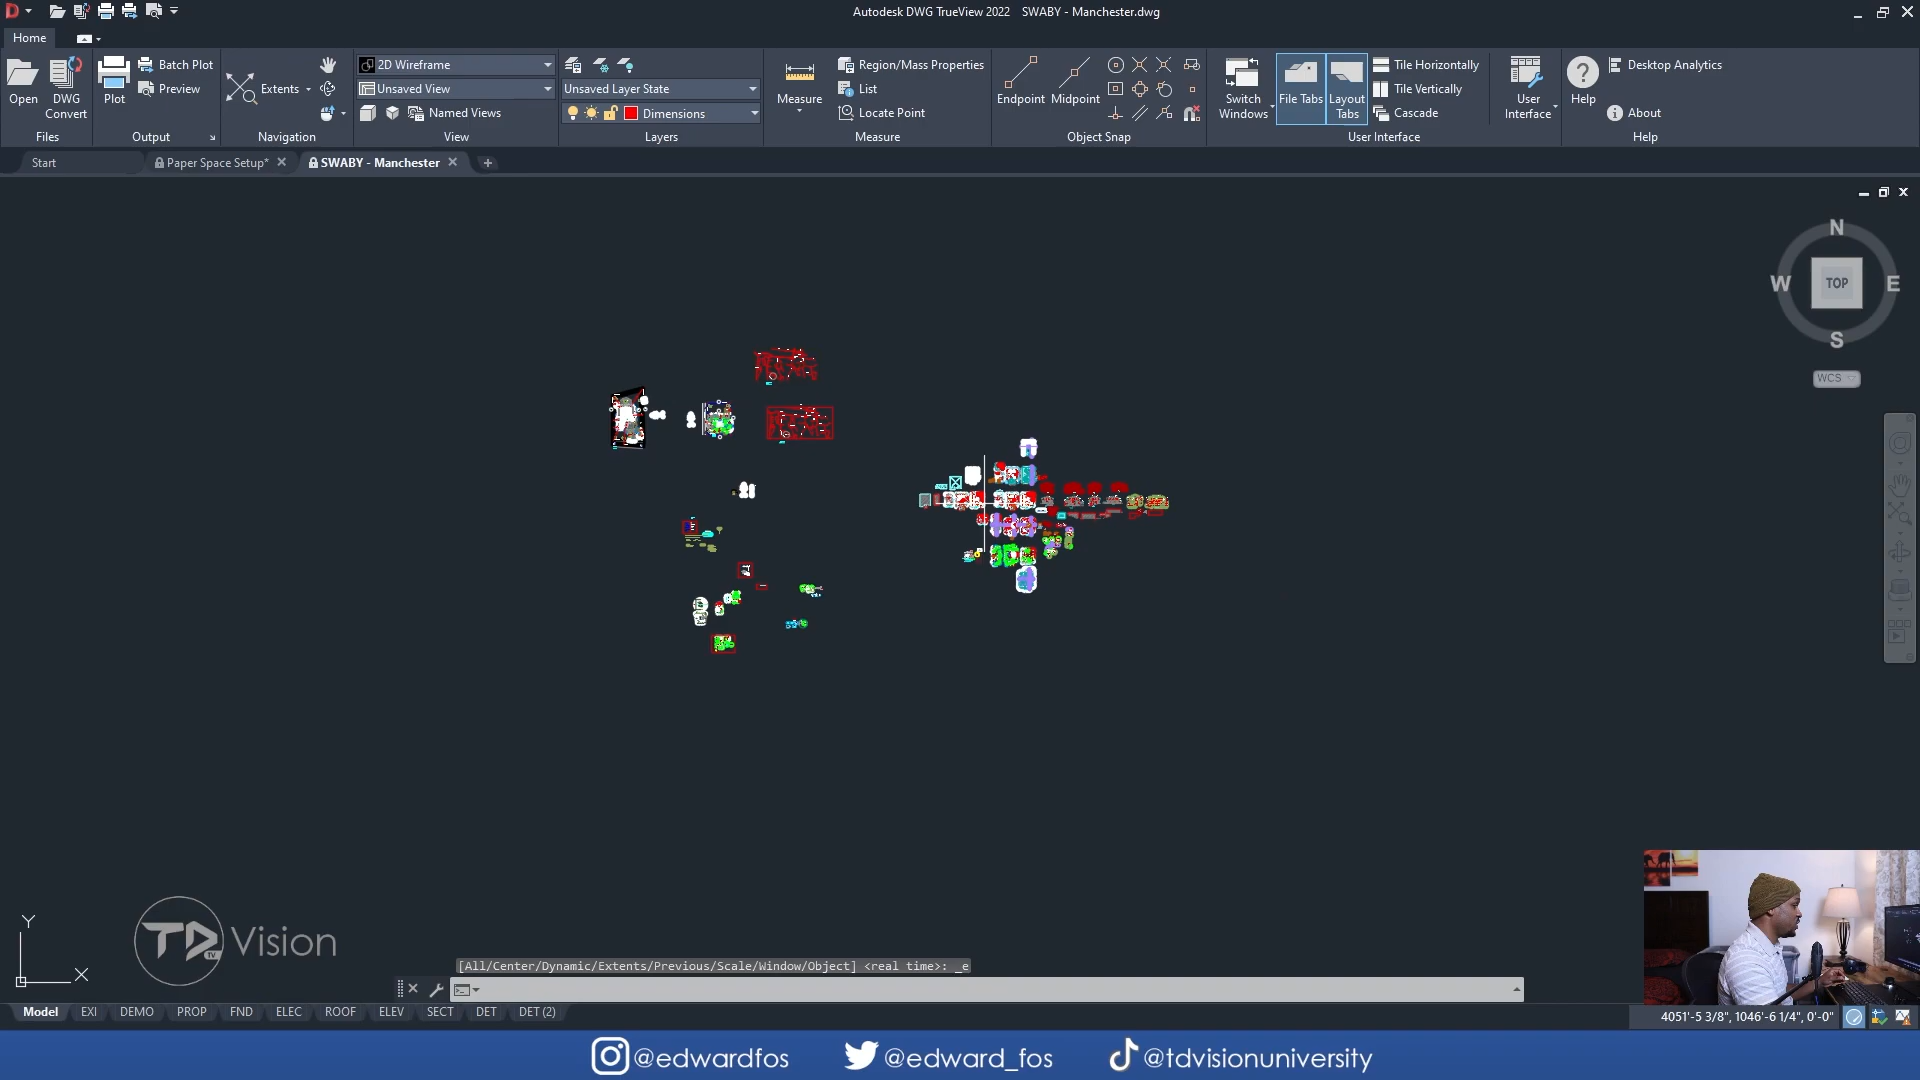 Autodesk DWG TrueView 2022 SWABY - Manchester.dwg
Home
Open
DWG Convert
Files
Plot
Batch Plot
Preview
Output
Extents
Navigation
2D Wireframe
Unsaved View
Named Views
View
Unsaved Layer State
Dimensions
Layers
Measure
Region/Mass Properties
List
Locate Point
Measure
Endpoint
Midpoint
Object Snap
Switch Windows
File Tabs
Layout Tabs
Tile Horizontally
Tile Vertically
Cascade
User Interface
User Interface
Help
Desktop Analytics
About
Help
Start
Paper Space Setup*
SWABY - Manchester
N
W
TOP
E
S
WCS
Y
X
TD Vision
TV
[All/Center/Dynamic/Extents/Previous/Scale/Window/Object] <real time>: _e
Model EXI DEMO PROP FND ELEC ROOF ELEV SECT DET DET (2)
4051'-5 3/8", 1046'-6 1/4", 0'-0"
@edwardfos
@edward_fos
@tdvisionuniversity